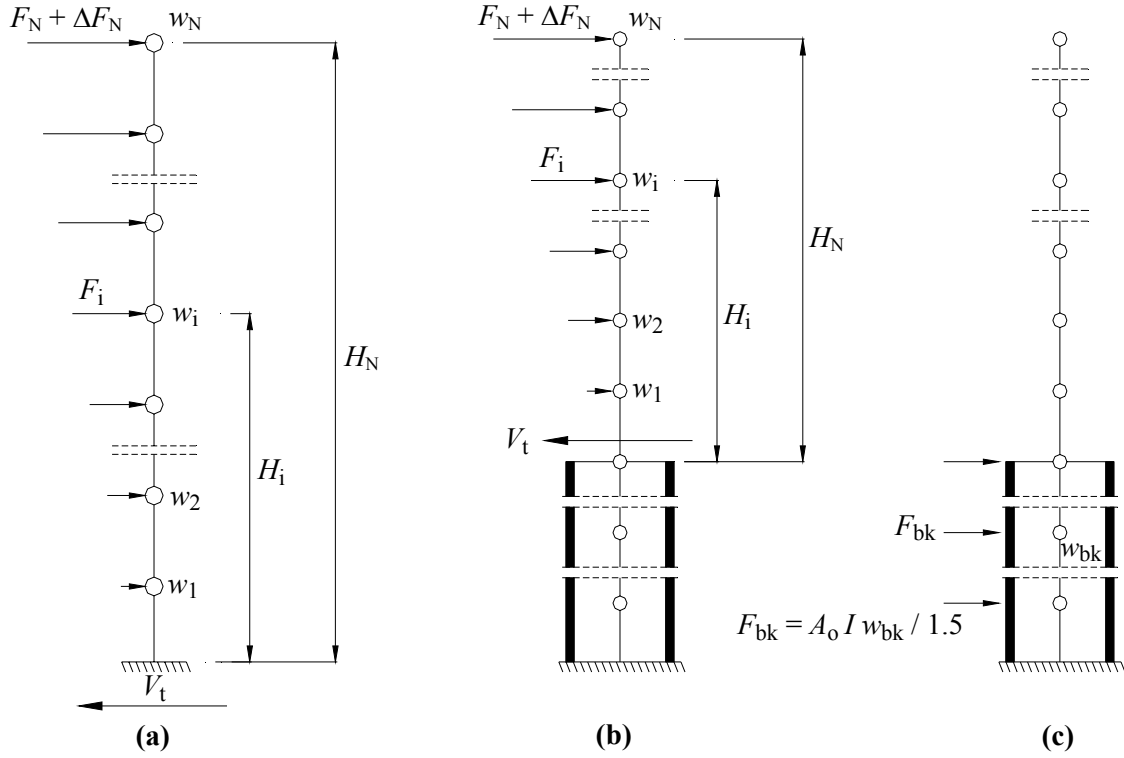 F_N + ΔF_N
w_N
F_i
w_i
H_N
H_i
w_2
w_1
V_t
(a)
F_N + ΔF_N
w_N
F_i
w_i
H_N
H_i
w_2
w_1
V_t
(b)
F_bk
w_bk
F_bk = A_o I w_bk / 1.5
(c)